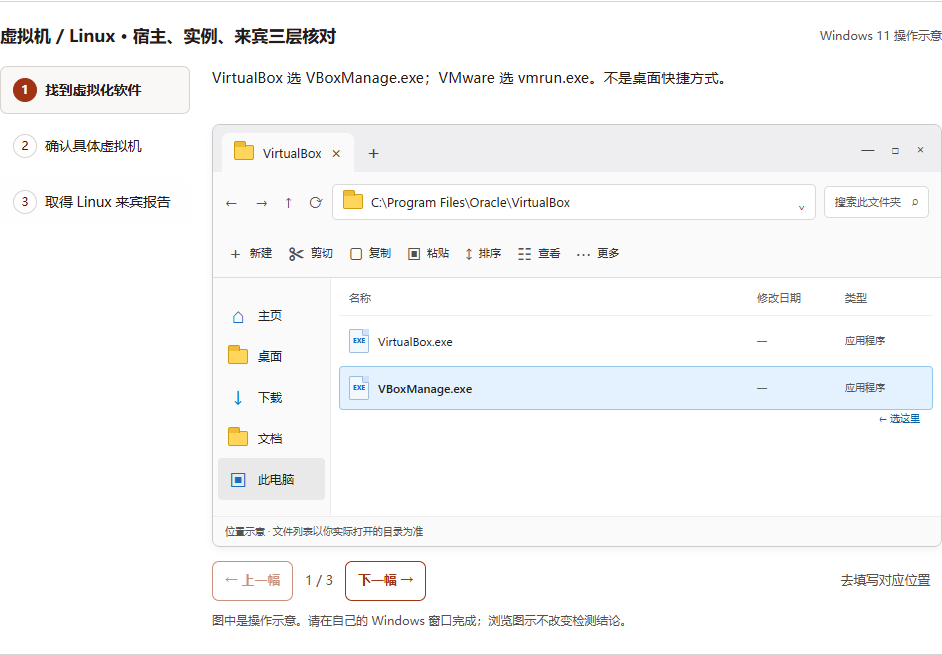 虚拟机 / Linux • 宿主、实例、来宾三层核对
Windows 11 操作示意
1 找到虚拟化软件
2 确认具体虚拟机
3 取得 Linux 来宾报告
VirtualBox 选 VBoxManage.exe；VMware 选 vmrun.exe。不是桌面快捷方式。
VirtualBox × +
← → ↑ ⟳ C:\Program Files\Oracle\VirtualBox
搜索此文件夹
+ 新建 剪切 复制 粘贴 ↕ 排序 查看 … 更多
主页
桌面
↓ 下载
文档
此电脑
名称 修改日期 类型
EXE VirtualBox.exe — 应用程序
EXE VBoxManage.exe — 应用程序
← 选这里
位置示意 · 文件列表以你实际打开的目录为准
← 上一幅 1 / 3 下一幅 →
去填写对应位置
图中是操作示意。请在自己的 Windows 窗口完成；浏览图示不改变检测结论。